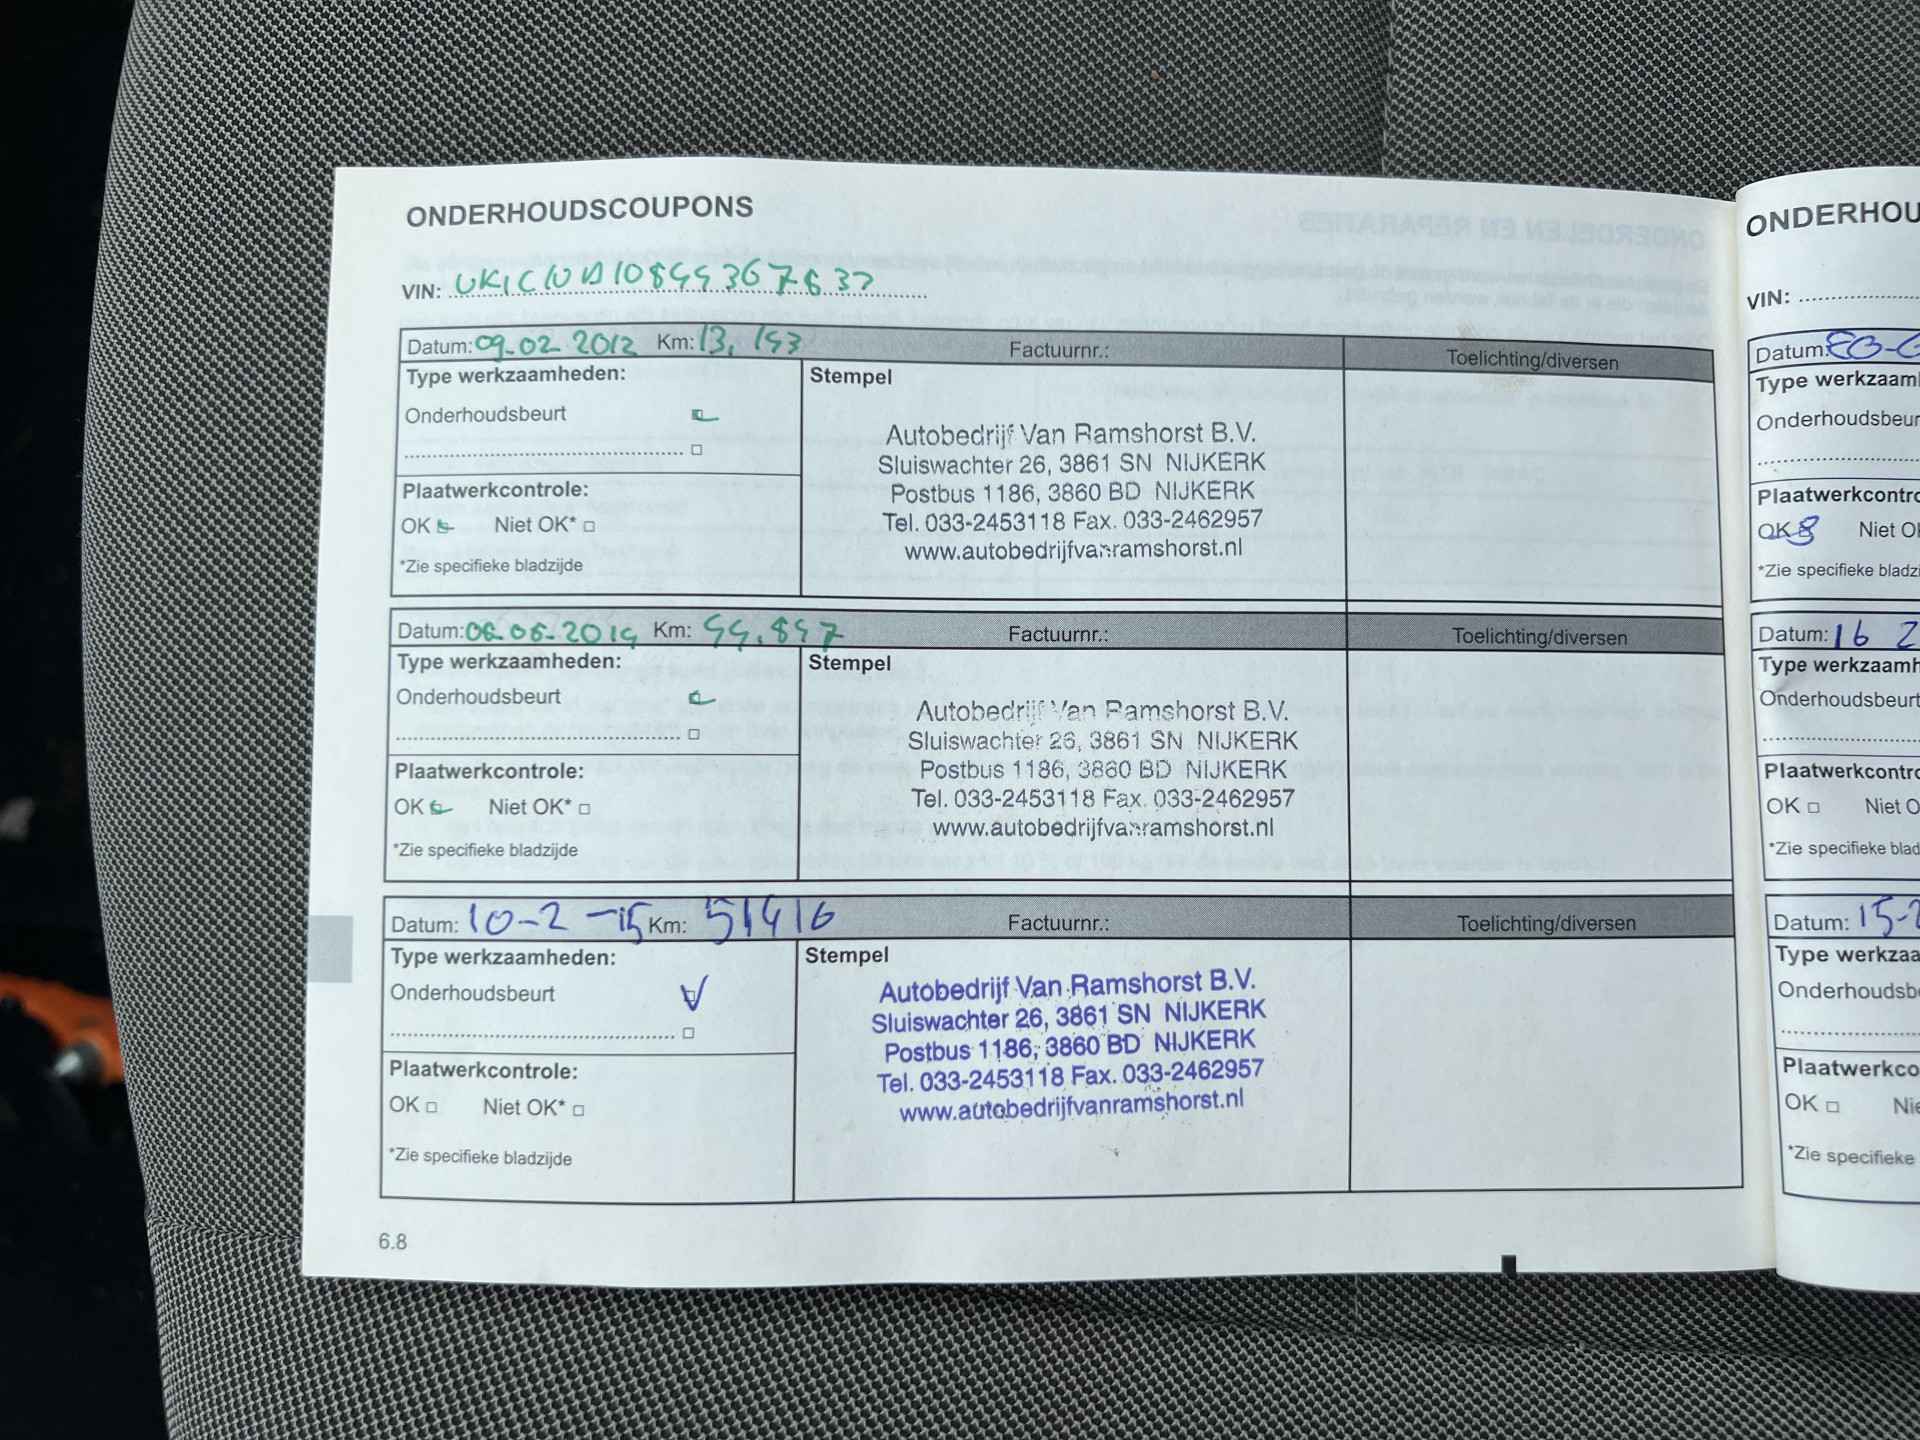 ONDERHOUDSCOUPONS
VIN:
Datum: 09-02-2012 Km: 13,193 Factuurnr.: Toelichting/diversen
Type werkzaamheden: Stempel
Onderhoudsbeurt
Autobedrijf Van Ramshorst B.V.
Sluiswachter 26, 3861 SN NIJKERK
Postbus 1186, 3860 BD NIJKERK
Tel. 033-2453118 Fax. 033-2462957
www.autobedrijfvanramshorst.nl
Plaatwerkcontrole:
OK Niet OK*
*Zie specifieke bladzijde
Datum: Km: Factuurnr.: Toelichting/diversen
Type werkzaamheden: Stempel
Onderhoudsbeurt
Autobedrijf Van Ramshorst B.V.
Sluiswachter 26, 3861 SN NIJKERK
Postbus 1186, 3860 BD NIJKERK
Tel. 033-2453118 Fax. 033-2462957
www.autobedrijfvanramshorst.nl
Plaatwerkcontrole:
OK Niet OK*
*Zie specifieke bladzijde
Datum: 10-2-15 Km: 51416 Factuurnr.: Toelichting/diversen
Type werkzaamheden: Stempel
Onderhoudsbeurt
Autobedrijf Van Ramshorst B.V.
Sluiswachter 26, 3861 SN NIJKERK
Postbus 1186, 3860 BD NIJKERK
Tel. 033-2453118 Fax. 033-2462957
www.autobedrijfvanramshorst.nl
Plaatwerkcontrole:
OK Niet OK*
*Zie specifieke bladzijde
6.8
ONDERHOU
VIN:
Datum:
Type werkzaamh
Onderhoudsbeur
Plaatwerkcontro
OK Niet O
*Zie specifieke bladzi
Datum: 16 2
Type werkzaamh
Onderhoudsbeurt
Plaatwerkcontro
OK Niet O
*Zie specifieke blad
Datum: 15-2
Type werkzaa
Onderhoudsb
Plaatwerkco
OK Nie
*Zie specifieke